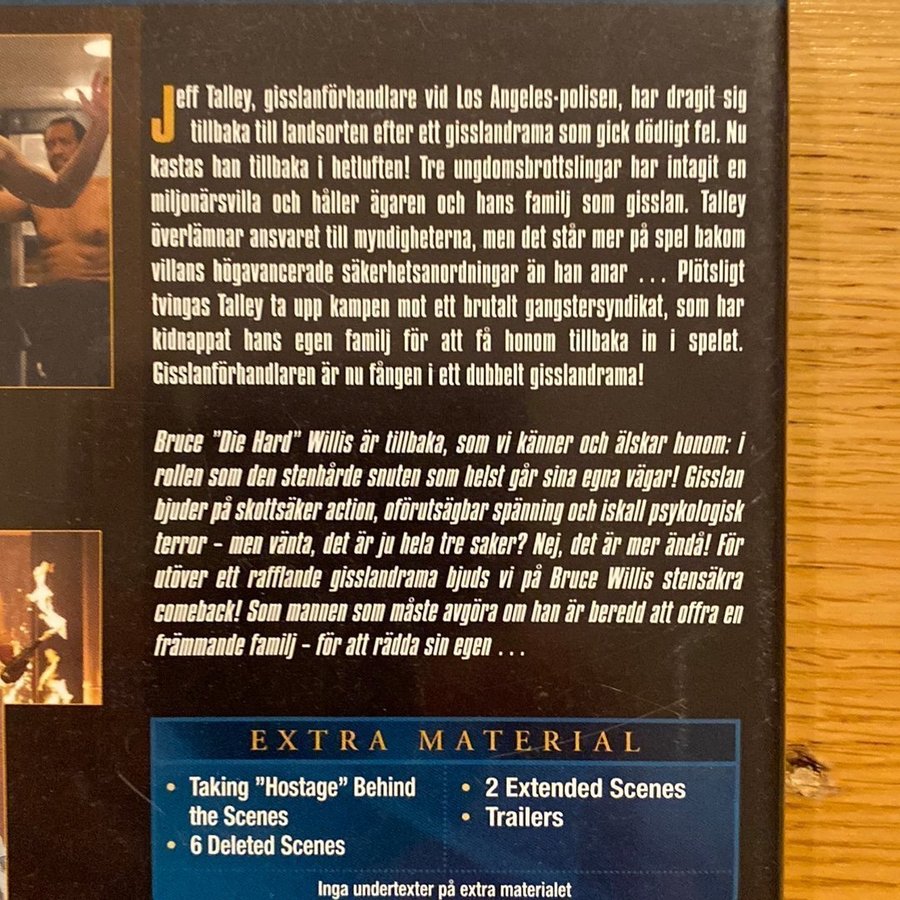 Jeff Talley, gisslanförhandlare vid Los Angeles-polisen, har dragit sig
tillbaka till landsorten efter ett gisslandrama som gick dödligt fel. Nu
kastas han tillbaka i hetluften! Tre ungdomsbrottslingar har intagit en
miljonärsvilla och håller ägaren och hans familj som gisslan. Talley
överlämnar ansvaret till myndigheterna, men det står mer på spel bakom
villans högavancerade säkerhetsanordningar än han anar ... Plötsligt
tvingas Talley ta upp kampen mot ett brutalt gangstersyndikat, som har
kidnappat hans egen familj för att få honom tillbaka in i spelet.
Gisslanförhandlaren är nu fången i ett dubbelt gisslandrama!
Bruce "Die Hard" Willis är tillbaka, som vi känner och älskar honom: i
rollen som den stenhårde snuten som helst går sina egna vägar! Gisslan
bjuder på skottsäker action, oförutsägbar spänning och iskall psykologisk
terror – men vänta, det är ju hela tre saker? Nej, det är mer ändå! För
utöver ett rafflande gisslandrama bjuds vi på Bruce Willis stensäkra
comeback! Som mannen som måste avgöra om han är beredd att offra en
främmande familj – för att rädda sin egen ...
EXTRA MATERIAL
• Taking "Hostage" Behind
the Scenes
• 6 Deleted Scenes
• 2 Extended Scenes
• Trailers
Inga undertexter på extra materialet